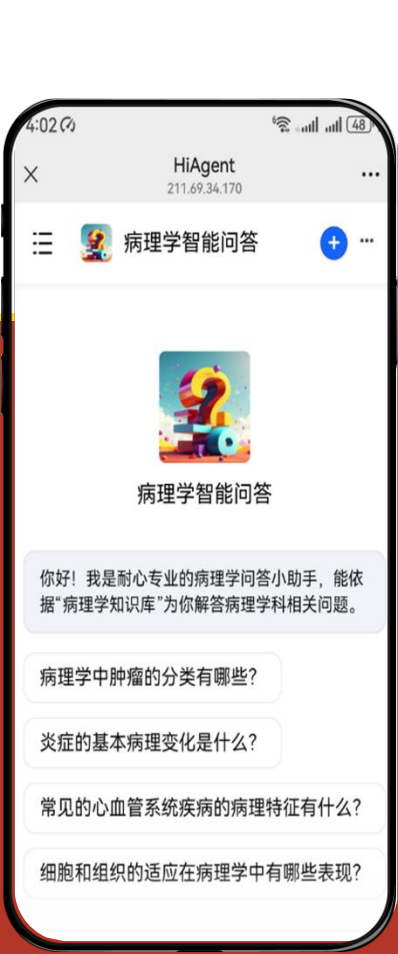 4:02
48
HiAgent
211.69.34.170
病理学智能问答
病理学智能问答
你好！我是耐心专业的病理学问答小助手，能依
据“病理学知识库”为你解答病理学科相关问题。
病理学中肿瘤的分类有哪些？
炎症的基本病理变化是什么？
常见的心血管系统疾病的病理特征有什么？
细胞和组织的适应在病理学中有哪些表现？